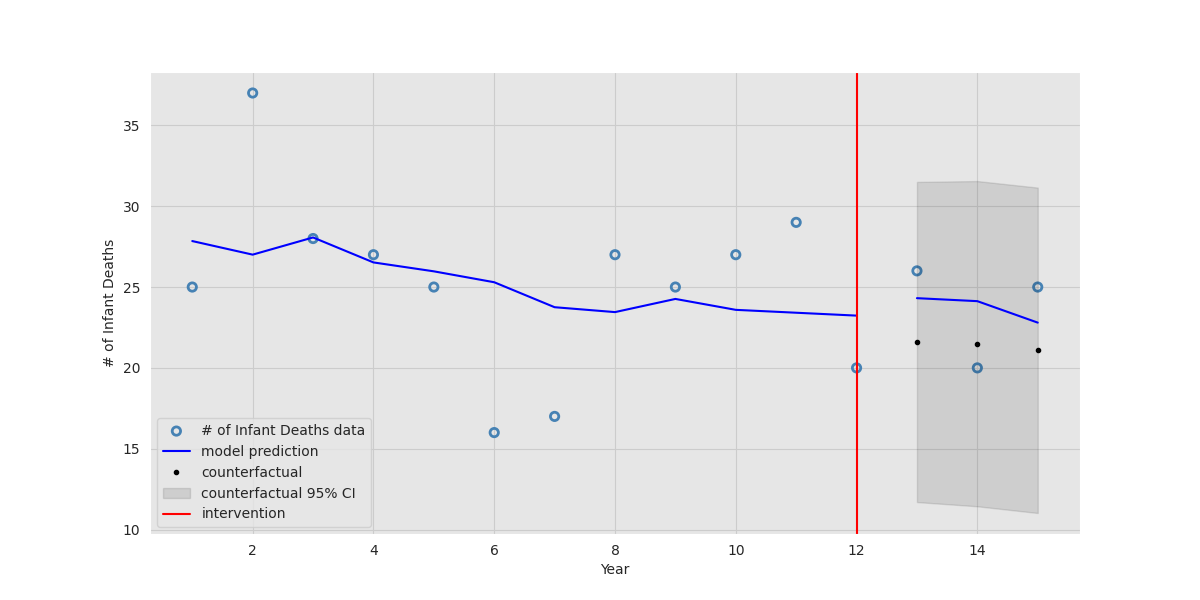 # of Infant Deaths
35
30
25
20
15
10
# of Infant Deaths data
model prediction
counterfactual
counterfactual 95% CI
intervention
2 4 6 8 10 12 14
Year